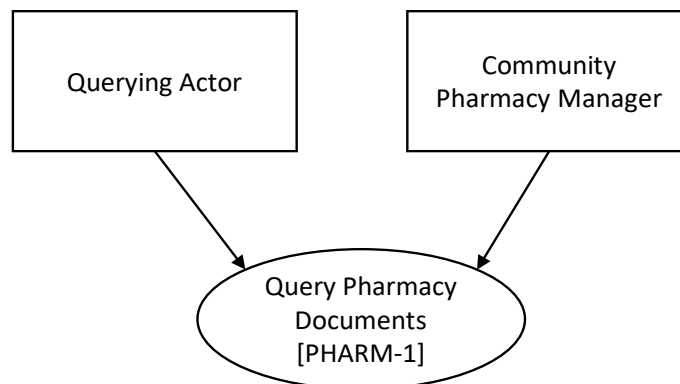 Querying Actor
Community
Pharmacy Manager
Query Pharmacy
Documents
[PHARM-1]